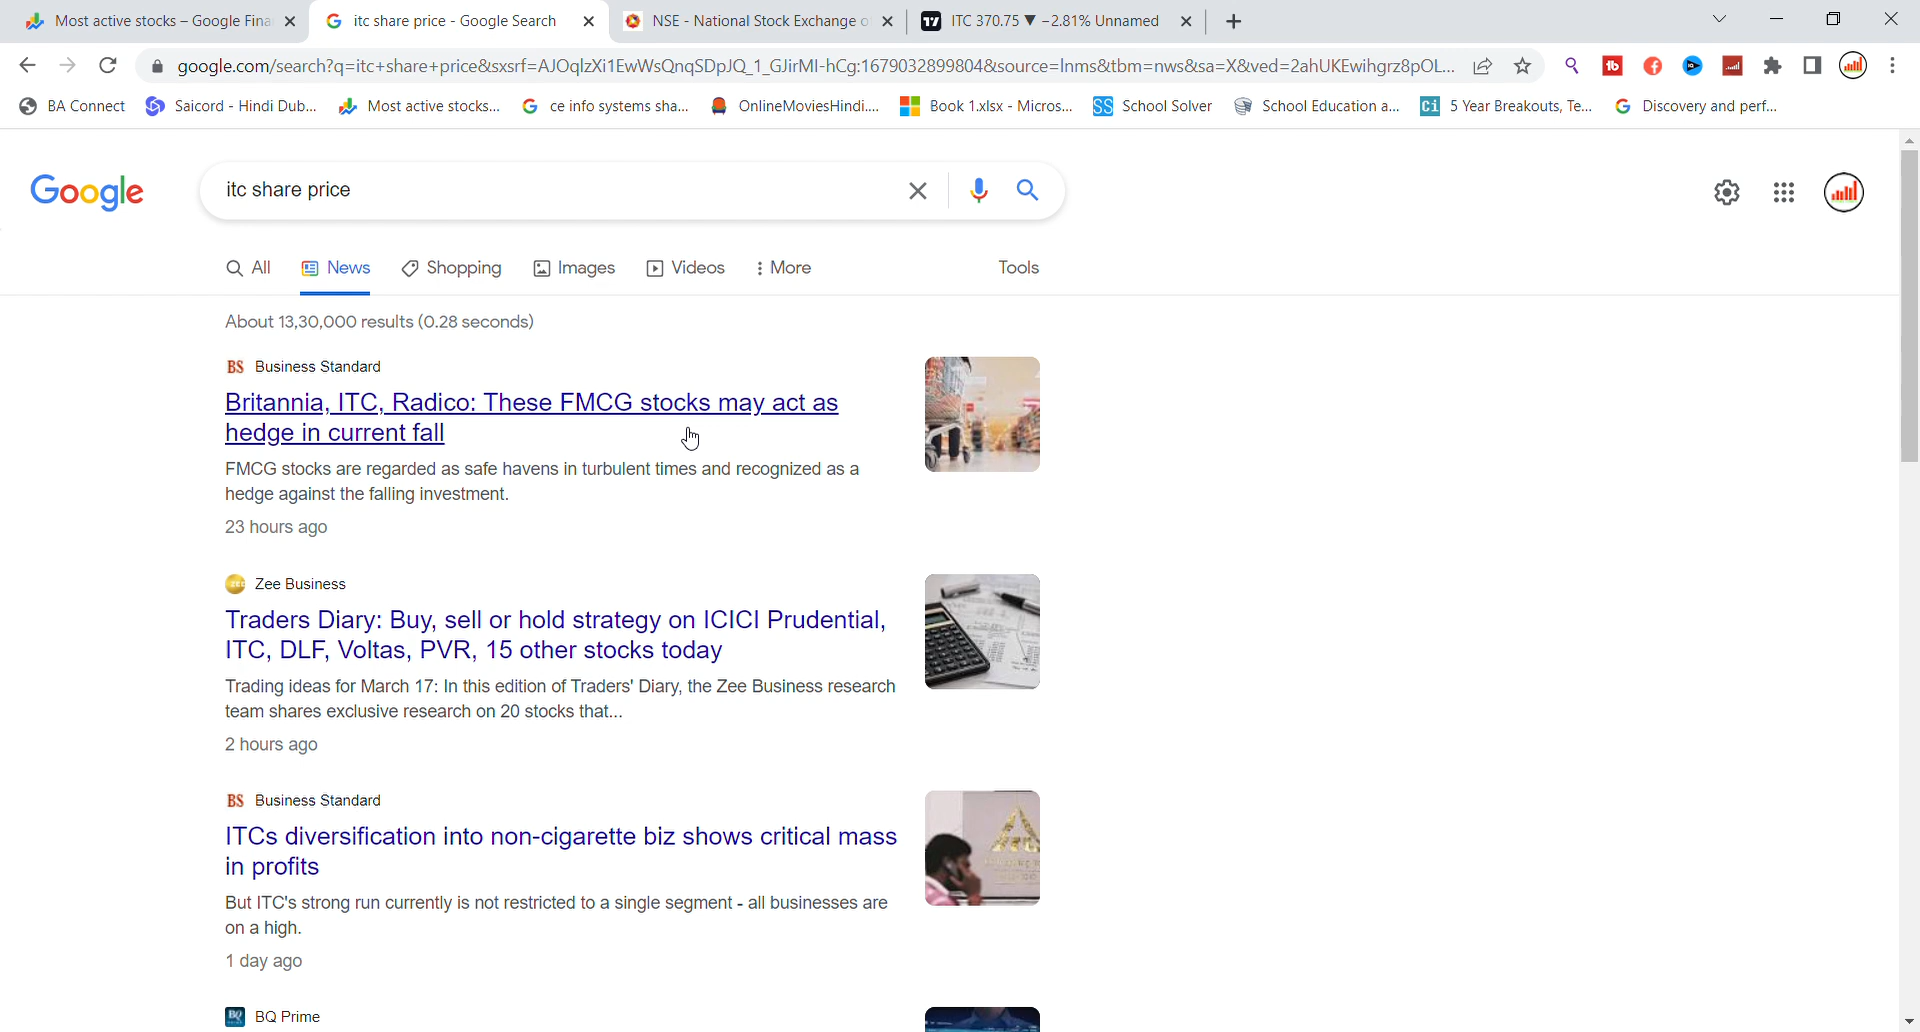 Most active stocks – Google Fina
itc share price - Google Search
NSE - National Stock Exchange o
ITC 370.75 ▼ −2.81% Unnamed
google.com/search?q=itc+share+price&sxsrf=AJOqlzXi1EwWsQnqSDpJQ_1_GJirMI-hCg:1679032899804&source=lnms&tbm=nws&sa=X&ved=2ahUKEwihgrz8pOL...
BA Connect
Saicord - Hindi Dub...
Most active stocks...
ce info systems sha...
OnlineMoviesHindi....
Book 1.xlsx - Micros...
SS School Solver
School Education a...
Ci 5 Year Breakouts, Te...
Discovery and perf...
Google
itc share price
All
News
Shopping
Images
Videos
More
Tools
About 13,30,000 results (0.28 seconds)
BS Business Standard
Britannia, ITC, Radico: These FMCG stocks may act as
hedge in current fall
FMCG stocks are regarded as safe havens in turbulent times and recognized as a
hedge against the falling investment.
23 hours ago
Zee Business
Traders Diary: Buy, sell or hold strategy on ICICI Prudential,
ITC, DLF, Voltas, PVR, 15 other stocks today
Trading ideas for March 17: In this edition of Traders' Diary, the Zee Business research
team shares exclusive research on 20 stocks that...
2 hours ago
BS Business Standard
ITCs diversification into non-cigarette biz shows critical mass
in profits
But ITC's strong run currently is not restricted to a single segment - all businesses are
on a high.
1 day ago
BQ BQ Prime